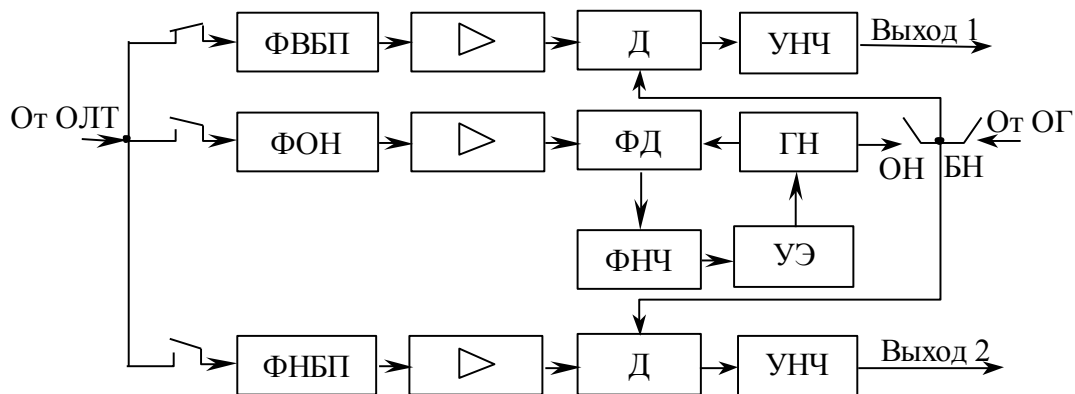 ФВБП
Д
УНЧ
Выход 1
От ОЛТ
ФОН
ФД
ГН
ОН
БН
От ОГ
ФНЧ
УЭ
ФНБП
Д
УНЧ
Выход 2